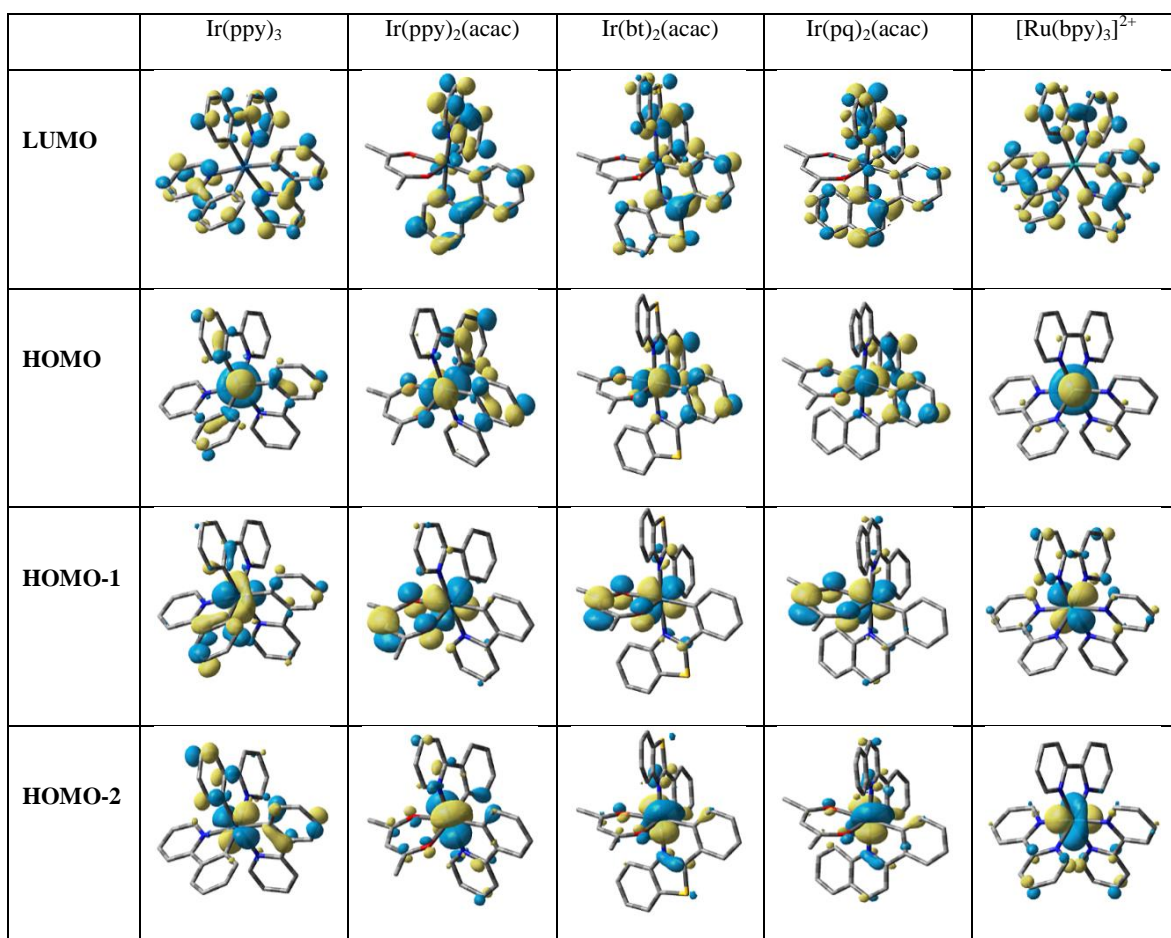 Ir(ppy)₃ Ir(ppy)₂(acac) Ir(bt)₂(acac) Ir(pq)₂(acac) [Ru(bpy)₃]²⁺
LUMO
HOMO
HOMO-1
HOMO-2